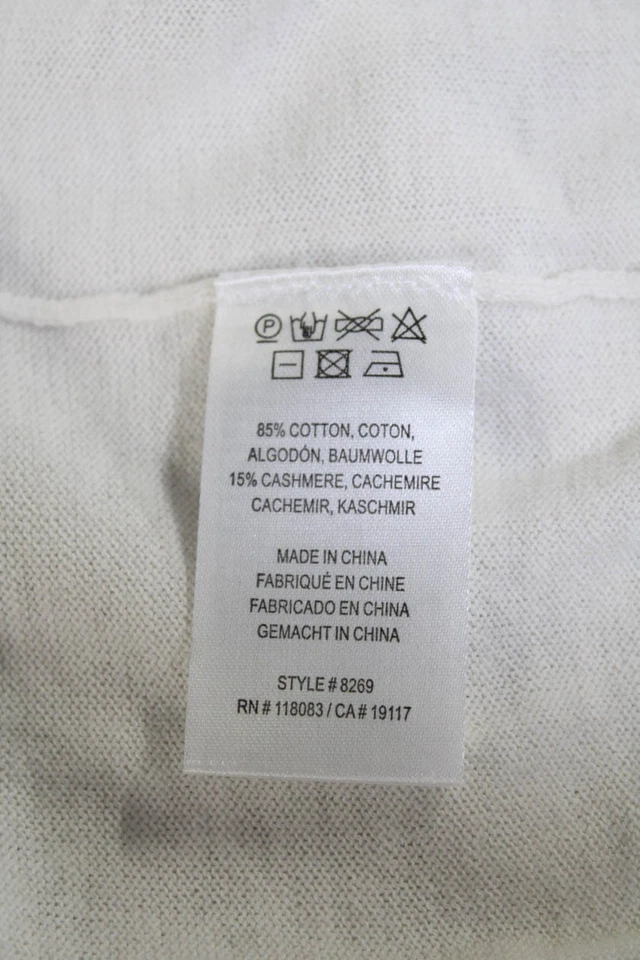 P
85% COTTON, COTON,
ALGODÓN, BAUMWOLLE
15% CASHMERE, CACHEMIRE
CACHEMIR, KASCHMIR
MADE IN CHINA
FABRIQUÉ EN CHINE
FABRICADO EN CHINA
GEMACHT IN CHINA
STYLE # 8269
RN # 118083 / CA # 19117